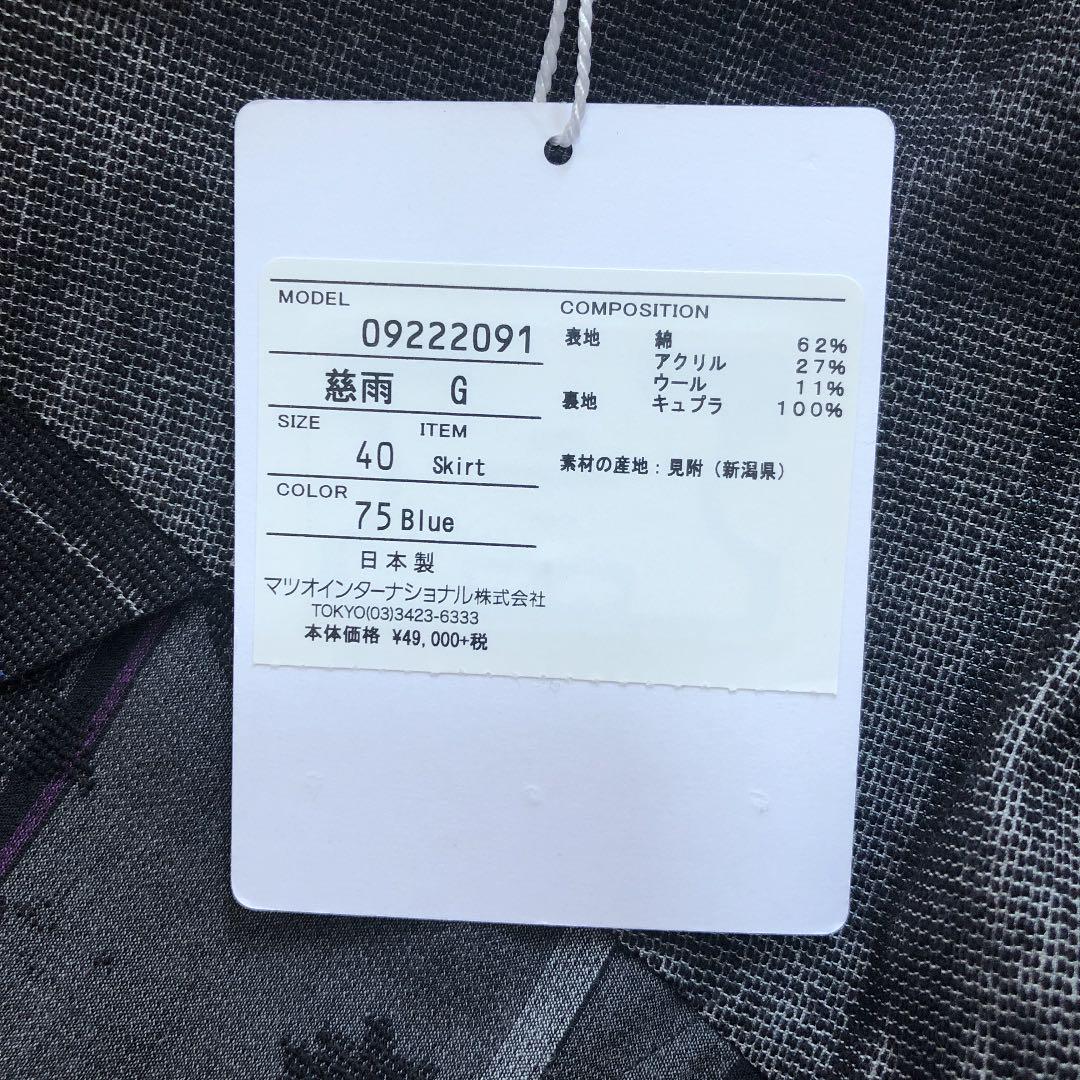 MODEL
09222091
慈雨 G
SIZE
40
ITEM
Skirt
COLOR
75 Blue
日本製
マツオインターナショナル株式会社
TOKYO(03)3423-6333
本体価格 ¥49,000+税
COMPOSITION
表地 綿 62%
アクリル 27%
ウール 11%
裏地 キュプラ 100%
素材の産地：見附（新潟県）